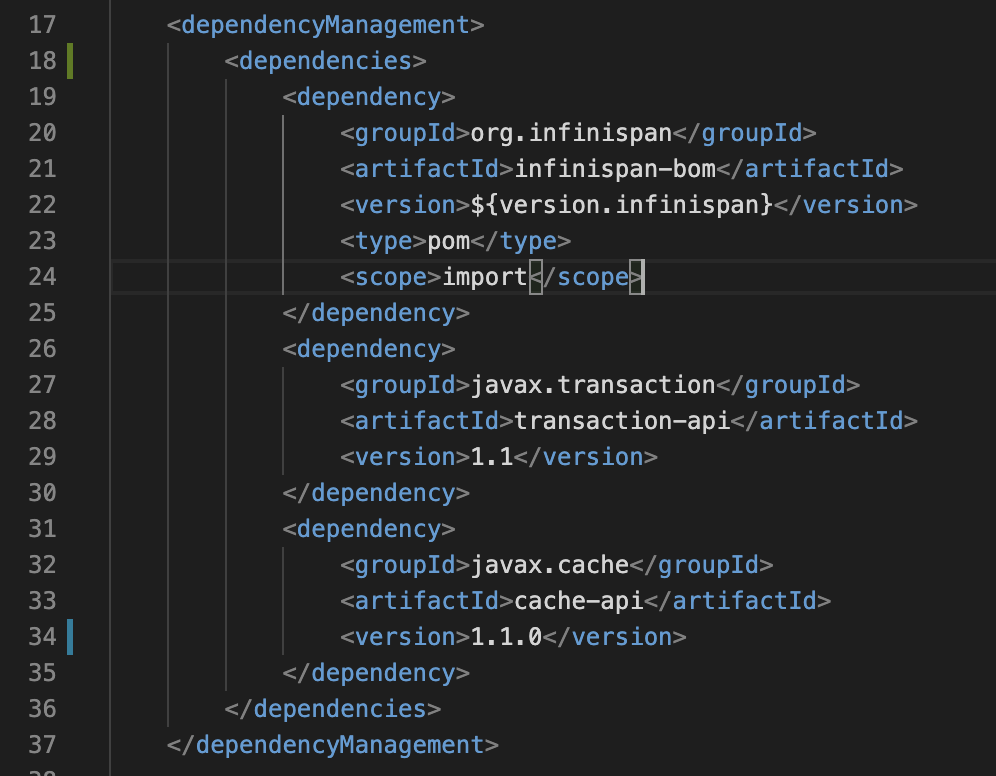 17 <dependencyManagement>
18 <dependencies>
19 <dependency>
20 <groupId>org.infinispan</groupId>
21 <artifactId>infinispan-bom</artifactId>
22 <version>${version.infinispan}</version>
23 <type>pom</type>
24 <scope>import</scope>
25 </dependency>
26 <dependency>
27 <groupId>javax.transaction</groupId>
28 <artifactId>transaction-api</artifactId>
29 <version>1.1</version>
30 </dependency>
31 <dependency>
32 <groupId>javax.cache</groupId>
33 <artifactId>cache-api</artifactId>
34 <version>1.1.0</version>
35 </dependency>
36 </dependencies>
37 </dependencyManagement>